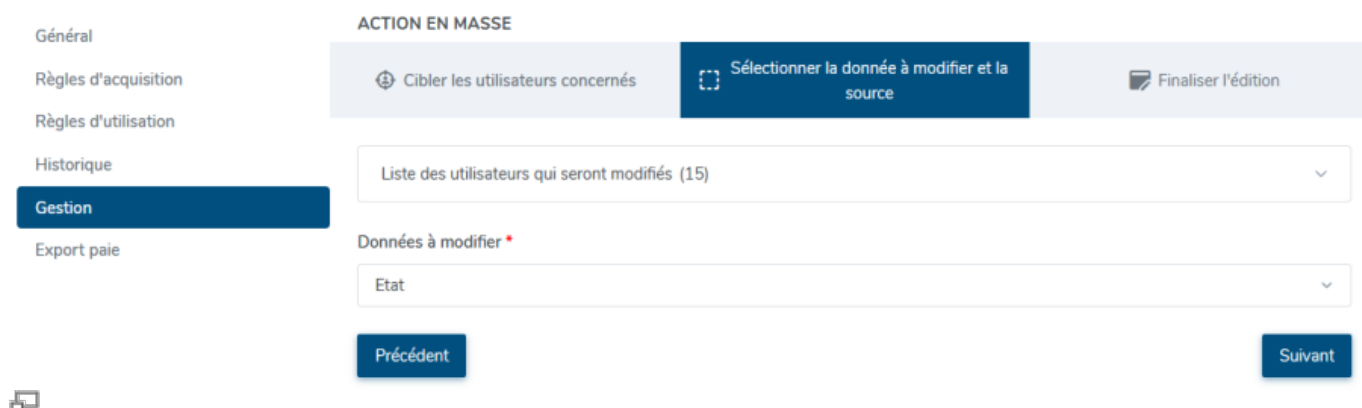 Général
Règles d'acquisition
Règles d'utilisation
Historique
Gestion
Export paie
ACTION EN MASSE
Cibler les utilisateurs concernés
Sélectionner la donnée à modifier et la
source
Finaliser l'édition
Liste des utilisateurs qui seront modifiés (15)
Données à modifier *
Etat
Précédent
Suivant